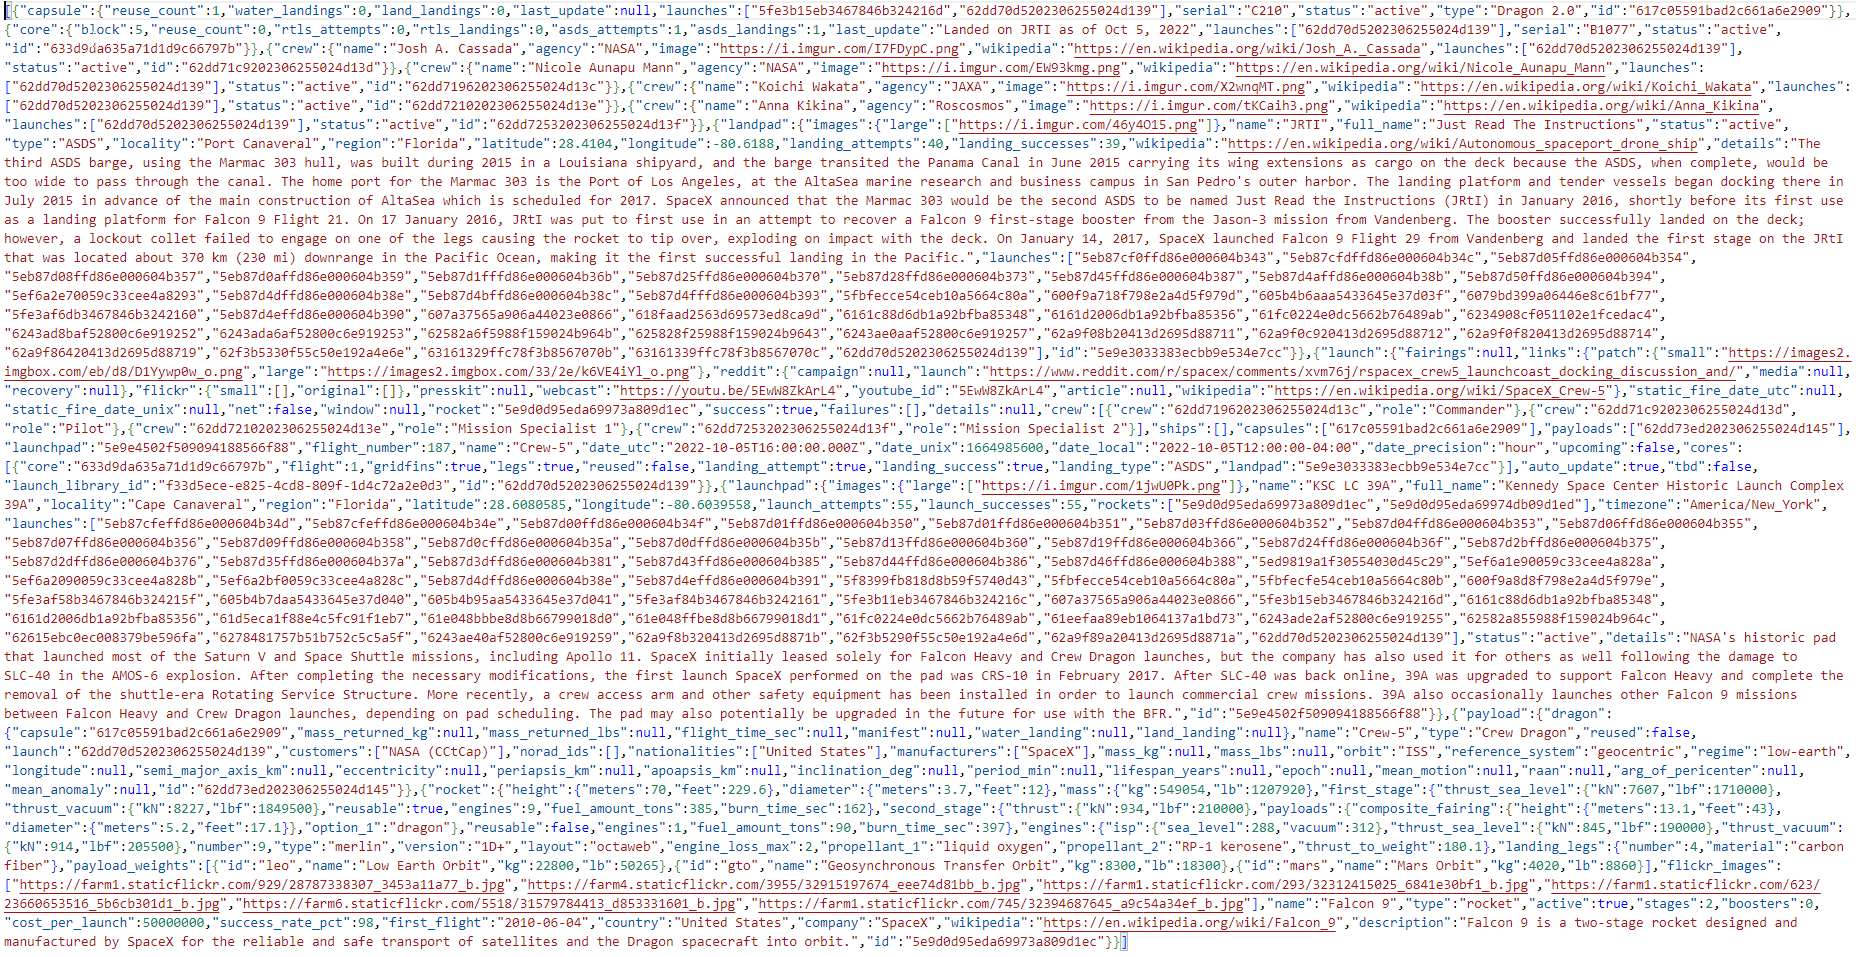 [{"capsule":{"reuse_count":1,"water_landings":0,"land_landings":0,"last_update":null,"launches":["5fe3b15eb3467846b324216d","62dd70d5202306255024d139"],"serial":"C210","status":"active","type":"Dragon 2.0","id":"617c05591bad2c661a6e2909"}},
{"core":{"block":5,"reuse_count":0,"rtls_attempts":0,"rtls_landings":0,"asds_attempts":1,"asds_landings":1,"last_update":"Landed on JRTI as of Oct 5, 2022","launches":["62dd70d5202306255024d139"],"serial":"B1077","status":"active",
"id":"633d9da635a71d1d9c66797b"}},{"crew":{"name":"Josh A. Cassada","agency":"NASA","image":"https://i.imgur.com/I7FDypC.png","wikipedia":"https://en.wikipedia.org/wiki/Josh_A._Cassada","launches":["62dd70d5202306255024d139"],
"status":"active","id":"62dd71c9202306255024d13d"}},{"crew":{"name":"Nicole Aunapu Mann","agency":"NASA","image":"https://i.imgur.com/EW93kmg.png","wikipedia":"https://en.wikipedia.org/wiki/Nicole_Aunapu_Mann","launches":
["62dd70d5202306255024d139"],"status":"active","id":"62dd7196202306255024d13c"}},{"crew":{"name":"Koichi Wakata","agency":"JAXA","image":"https://i.imgur.com/X2wnqMT.png","wikipedia":"https://en.wikipedia.org/wiki/Koichi_Wakata","launches":
["62dd70d5202306255024d139"],"status":"active","id":"62dd7210202306255024d13e"}},{"crew":{"name":"Anna Kikina","agency":"Roscosmos","image":"https://i.imgur.com/tKCaih3.png","wikipedia":"https://en.wikipedia.org/wiki/Anna_Kikina",
"launches":["62dd70d5202306255024d139"],"status":"active","id":"62dd7253202306255024d13f"}},{"landpad":{"images":{"large":["https://i.imgur.com/46y4O15.png"]},"name":"JRTI","full_name":"Just Read The Instructions","status":"active",
"type":"ASDS","locality":"Port Canaveral","region":"Florida","latitude":28.4104,"longitude":-80.6188,"landing_attempts":40,"landing_successes":39,"wikipedia":"https://en.wikipedia.org/wiki/Autonomous_spaceport_drone_ship","details":"The
third ASDS barge, using the Marmac 303 hull, was built during 2015 in a Louisiana shipyard, and the barge transited the Panama Canal in June 2015 carrying its wing extensions as cargo on the deck because the ASDS, when complete, would be
too wide to pass through the canal. The home port for the Marmac 303 is the Port of Los Angeles, at the AltaSea marine research and business campus in San Pedro's outer harbor. The landing platform and tender vessels began docking there in
July 2015 in advance of the main construction of AltaSea which is scheduled for 2017. SpaceX announced that the Marmac 303 would be the second ASDS to be named Just Read the Instructions (JRtI) in January 2016, shortly before its first use
as a landing platform for Falcon 9 Flight 21. On 17 January 2016, JRtI was put to first use in an attempt to recover a Falcon 9 first-stage booster from the Jason-3 mission from Vandenberg. The booster successfully landed on the deck;
however, a lockout collet failed to engage on one of the legs causing the rocket to tip over, exploding on impact with the deck. On January 14, 2017, SpaceX launched Falcon 9 Flight 29 from Vandenberg and landed the first stage on the JRtI
that was located about 370 km (230 mi) downrange in the Pacific Ocean, making it the first successful landing in the Pacific.","launches":["5eb87cf0ffd86e000604b343","5eb87cfdffd86e000604b34c","5eb87d05ffd86e000604b354",
"5eb87d08ffd86e000604b357","5eb87d0affd86e000604b359","5eb87d1fffd86e000604b36b","5eb87d25ffd86e000604b370","5eb87d28ffd86e000604b373","5eb87d45ffd86e000604b387","5eb87d4affd86e000604b38b","5eb87d50ffd86e000604b394",
"5ef6a2e70059c33cee4a8293","5eb87d4dffd86e000604b38e","5eb87d4bffd86e000604b38c","5eb87d4fffd86e000604b393","5fbfecce54ceb10a5664c80a","600f9a718f798e2a4d5f979d","605b4b6aaa5433645e37d03f","6079bd399a06446e8c61bf77",
"5fe3af6db3467846b3242160","5eb87d4effd86e000604b390","607a37565a906a44023e0866","618faad2563d69573ed8ca9d","6161c88d6db1a92bfba85348","6161d2006db1a92bfba85356","61fc0224e0dc5662b76489ab","6234908cf051102e1fcedac4",
"6243ad8baf52800c6e919252","6243ada6af52800c6e919253","62582a6f5988f159024b964b","625828f25988f159024b9643","6243ae0aaf52800c6e919257","62a9f08b20413d2695d88711","62a9f0c920413d2695d88712","62a9f0f820413d2695d88714",
"62a9f86420413d2695d88719","62f3b5330f55c50e192a4e6e","63161329ffc78f3b8567070b","63161339ffc78f3b8567070c","62dd70d5202306255024d139"],"id":"5e9e3033383ecbb9e534e7cc"}},{"launch":{"fairings":null,"links":{"patch":{"small":"https://images2.
imgbox.com/eb/d8/D1Yywp0w_o.png","large":"https://images2.imgbox.com/33/2e/k6VE4iYl_o.png"},"reddit":{"campaign":null,"launch":"https://www.reddit.com/r/spacex/comments/xvm76j/rspacex_crew5_launchcoast_docking_discussion_and/","media":null,
"recovery":null},"flickr":{"small":[],"original":[]},"presskit":null,"webcast":"https://youtu.be/5EwW8ZkArL4","youtube_id":"5EwW8ZkArL4","article":null,"wikipedia":"https://en.wikipedia.org/wiki/SpaceX_Crew-5"},"static_fire_date_utc":null,
"static_fire_date_unix":null,"net":false,"window":null,"rocket":"5e9d0d95eda69973a809d1ec","success":true,"failures":[],"details":null,"crew":[{"crew":"62dd7196202306255024d13c","role":"Commander"},{"crew":"62dd71c9202306255024d13d",
"role":"Pilot"},{"crew":"62dd7210202306255024d13e","role":"Mission Specialist 1"},{"crew":"62dd7253202306255024d13f","role":"Mission Specialist 2"}],"ships":[],"capsules":["617c05591bad2c661a6e2909"],"payloads":["62dd73ed202306255024d145"],
"launchpad":"5e9e4502f509094188566f88","flight_number":187,"name":"Crew-5","date_utc":"2022-10-05T16:00:00.000Z","date_unix":1664985600,"date_local":"2022-10-05T12:00:00-04:00","date_precision":"hour","upcoming":false,"cores":
[{"core":"633d9da635a71d1d9c66797b","flight":1,"gridfins":true,"legs":true,"reused":false,"landing_attempt":true,"landing_success":true,"landing_type":"ASDS","landpad":"5e9e3033383ecbb9e534e7cc"}],"auto_update":true,"tbd":false,
"launch_library_id":"f33d5ece-e825-4cd8-809f-1d4c72a2e0d3","id":"62dd70d5202306255024d139"}},{"launchpad":{"images":{"large":["https://i.imgur.com/1jwU0Pk.png"]},"name":"KSC LC 39A","full_name":"Kennedy Space Center Historic Launch Complex
39A","locality":"Cape Canaveral","region":"Florida","latitude":28.6080585,"longitude":-80.6039558,"launch_attempts":55,"launch_successes":55,"rockets":["5e9d0d95eda69973a809d1ec","5e9d0d95eda69974db09d1ed"],"timezone":"America/New_York",
"launches":["5eb87cfeffd86e000604b34d","5eb87cfeffd86e000604b34e","5eb87d00ffd86e000604b34f","5eb87d01ffd86e000604b350","5eb87d01ffd86e000604b351","5eb87d03ffd86e000604b352","5eb87d04ffd86e000604b353","5eb87d06ffd86e000604b355",
"5eb87d07ffd86e000604b356","5eb87d09ffd86e000604b358","5eb87d0cffd86e000604b35a","5eb87d0dffd86e000604b35b","5eb87d13ffd86e000604b360","5eb87d19ffd86e000604b366","5eb87d24ffd86e000604b36f","5eb87d2bffd86e000604b375",
"5eb87d2dffd86e000604b376","5eb87d35ffd86e000604b37a","5eb87d3dffd86e000604b381","5eb87d43ffd86e000604b385","5eb87d44ffd86e000604b386","5eb87d46ffd86e000604b388","5ed9819a1f30554030d45c29","5ef6a1e90059c33cee4a828a",
"5ef6a2090059c33cee4a828b","5ef6a2bf0059c33cee4a828c","5eb87d4dffd86e000604b38e","5eb87d4effd86e000604b391","5f8399fb818d8b59f5740d43","5fbfecce54ceb10a5664c80a","5fbfecfe54ceb10a5664c80b","600f9a8d8f798e2a4d5f979e",
"5fe3af58b3467846b324215f","605b4b7daa5433645e37d040","605b4b95aa5433645e37d041","5fe3af84b3467846b3242161","5fe3b11eb3467846b324216c","607a37565a906a44023e0866","5fe3b15eb3467846b324216d","6161c88d6db1a92bfba85348",
"6161d2006db1a92bfba85356","61d5eca1f88e4c5fc91f1eb7","61e048bbbe8d8b66799018d0","61e048ffbe8d8b66799018d1","61fc0224e0dc5662b76489ab","61eefaa89eb1064137a1bd73","6243ade2af52800c6e919255","62582a855988f159024b964c",
"62615ebc0ec008379be596fa","6278481757b51b752c5c5a5f","6243ae40af52800c6e919259","62a9f8b320413d2695d8871b","62f3b5290f55c50e192a4e6d","62a9f89a20413d2695d8871a","62dd70d5202306255024d139"],"status":"active","details":"NASA's historic pad
that launched most of the Saturn V and Space Shuttle missions, including Apollo 11. SpaceX initially leased solely for Falcon Heavy and Crew Dragon launches, but the company has also used it for others as well following the damage to
SLC-40 in the AMOS-6 explosion. After completing the necessary modifications, the first launch SpaceX performed on the pad was CRS-10 in February 2017. After SLC-40 was back online, 39A was upgraded to support Falcon Heavy and complete the
removal of the shuttle-era Rotating Service Structure. More recently, a crew access arm and other safety equipment has been installed in order to launch commercial crew missions. 39A also occasionally launches other Falcon 9 missions
between Falcon Heavy and Crew Dragon launches, depending on pad scheduling. The pad may also potentially be upgraded in the future for use with the BFR.","id":"5e9e4502f509094188566f88"}},{"payload":{"dragon":
{"capsule":"617c05591bad2c661a6e2909","mass_returned_kg":null,"mass_returned_lbs":null,"flight_time_sec":null,"manifest":null,"water_landing":null,"land_landing":null},"name":"Crew-5","type":"Crew Dragon","reused":false,
"launch":"62dd70d5202306255024d139","customers":["NASA (CCtCap)"],"norad_ids":[],"nationalities":["United States"],"manufacturers":["SpaceX"],"mass_kg":null,"mass_lbs":null,"orbit":"ISS","reference_system":"geocentric","regime":"low-earth",
"longitude":null,"semi_major_axis_km":null,"eccentricity":null,"periapsis_km":null,"apoapsis_km":null,"inclination_deg":null,"period_min":null,"lifespan_years":null,"epoch":null,"mean_motion":null,"raan":null,"arg_of_pericenter":null,
"mean_anomaly":null,"id":"62dd73ed202306255024d145"}},{"rocket":{"height":{"meters":70,"feet":229.6},"diameter":{"meters":3.7,"feet":12},"mass":{"kg":549054,"lb":1207920},"first_stage":{"thrust_sea_level":{"kN":7607,"lbf":1710000},
"thrust_vacuum":{"kN":8227,"lbf":1849500},"reusable":true,"engines":9,"fuel_amount_tons":385,"burn_time_sec":162},"second_stage":{"thrust":{"kN":934,"lbf":210000},"payloads":{"composite_fairing":{"height":{"meters":13.1,"feet":43},
"diameter":{"meters":5.2,"feet":17.1}},"option_1":"dragon"},"reusable":false,"engines":1,"fuel_amount_tons":90,"burn_time_sec":397},"engines":{"isp":{"sea_level":288,"vacuum":312},"thrust_sea_level":{"kN":845,"lbf":190000},"thrust_vacuum":
{"kN":914,"lbf":205500},"number":9,"type":"merlin","version":"1D+","layout":"octaweb","engine_loss_max":2,"propellant_1":"liquid oxygen","propellant_2":"RP-1 kerosene","thrust_to_weight":180.1},"landing_legs":{"number":4,"material":"carbon
fiber"},"payload_weights":[{"id":"leo","name":"Low Earth Orbit","kg":22800,"lb":50265},{"id":"gto","name":"Geosynchronous Transfer Orbit","kg":8300,"lb":18300},{"id":"mars","name":"Mars Orbit","kg":4020,"lb":8860}],"flickr_images":
["https://farm1.staticflickr.com/929/28787338307_3453a11a77_b.jpg","https://farm4.staticflickr.com/3955/32915197674_eee74d81bb_b.jpg","https://farm1.staticflickr.com/293/32312415025_6841e30bf1_b.jpg","https://farm1.staticflickr.com/623/
23660653516_5b6cb301d1_b.jpg","https://farm6.staticflickr.com/5518/31579784413_d853331601_b.jpg","https://farm1.staticflickr.com/745/32394687645_a9c54a34ef_b.jpg"],"name":"Falcon 9","type":"rocket","active":true,"stages":2,"boosters":0,
"cost_per_launch":50000000,"success_rate_pct":98,"first_flight":"2010-06-04","country":"United States","company":"SpaceX","wikipedia":"https://en.wikipedia.org/wiki/Falcon_9","description":"Falcon 9 is a two-stage rocket designed and
manufactured by SpaceX for the reliable and safe transport of satellites and the Dragon spacecraft into orbit.","id":"5e9d0d95eda69973a809d1ec"}}]